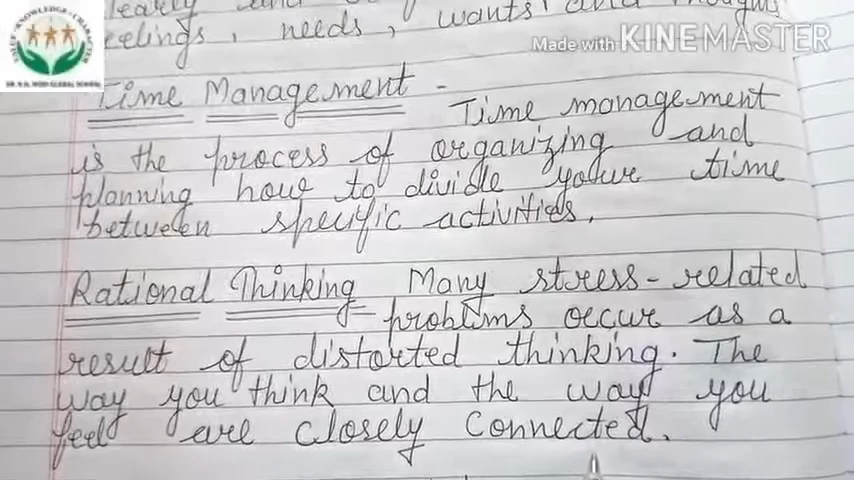 feelings, needs, wants and thoughts
Made with KINEMASTER
Time Management -
Time management
is the process of organizing and
planning how to divide your time
between specific activities.
Rational Thinking Many stress-related
problems occur as a
result of distorted thinking. The
way you think and the way you
feel are closely connected.